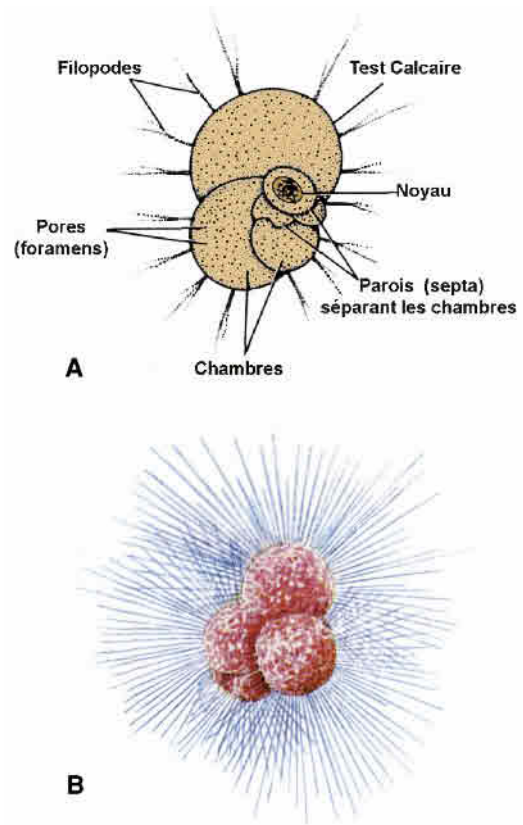 Filopodes
Test Calcaire
Noyau
Pores
(foramens)
Parois (septa)
séparant les chambres
Chambres
A
B